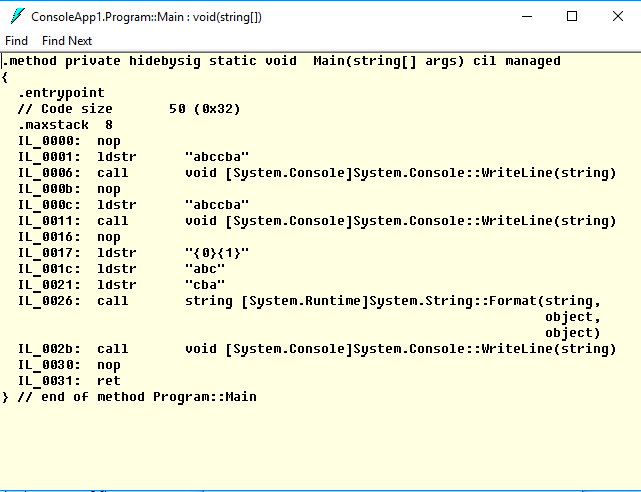 ConsoleApp1.Program::Main : void(string[])
Find Find Next
.method private hidebysig static void  Main(string[] args) cil managed
{
  .entrypoint
  // Code size       50 (0x32)
  .maxstack  8
  IL_0000:  nop
  IL_0001:  ldstr      "abccba"
  IL_0006:  call       void [System.Console]System.Console::WriteLine(string)
  IL_000b:  nop
  IL_000c:  ldstr      "abccba"
  IL_0011:  call       void [System.Console]System.Console::WriteLine(string)
  IL_0016:  nop
  IL_0017:  ldstr      "{0}{1}"
  IL_001c:  ldstr      "abc"
  IL_0021:  ldstr      "cba"
  IL_0026:  call       string [System.Runtime]System.String::Format(string,
                                                                    object,
                                                                    object)
  IL_002b:  call       void [System.Console]System.Console::WriteLine(string)
  IL_0030:  nop
  IL_0031:  ret
} // end of method Program::Main